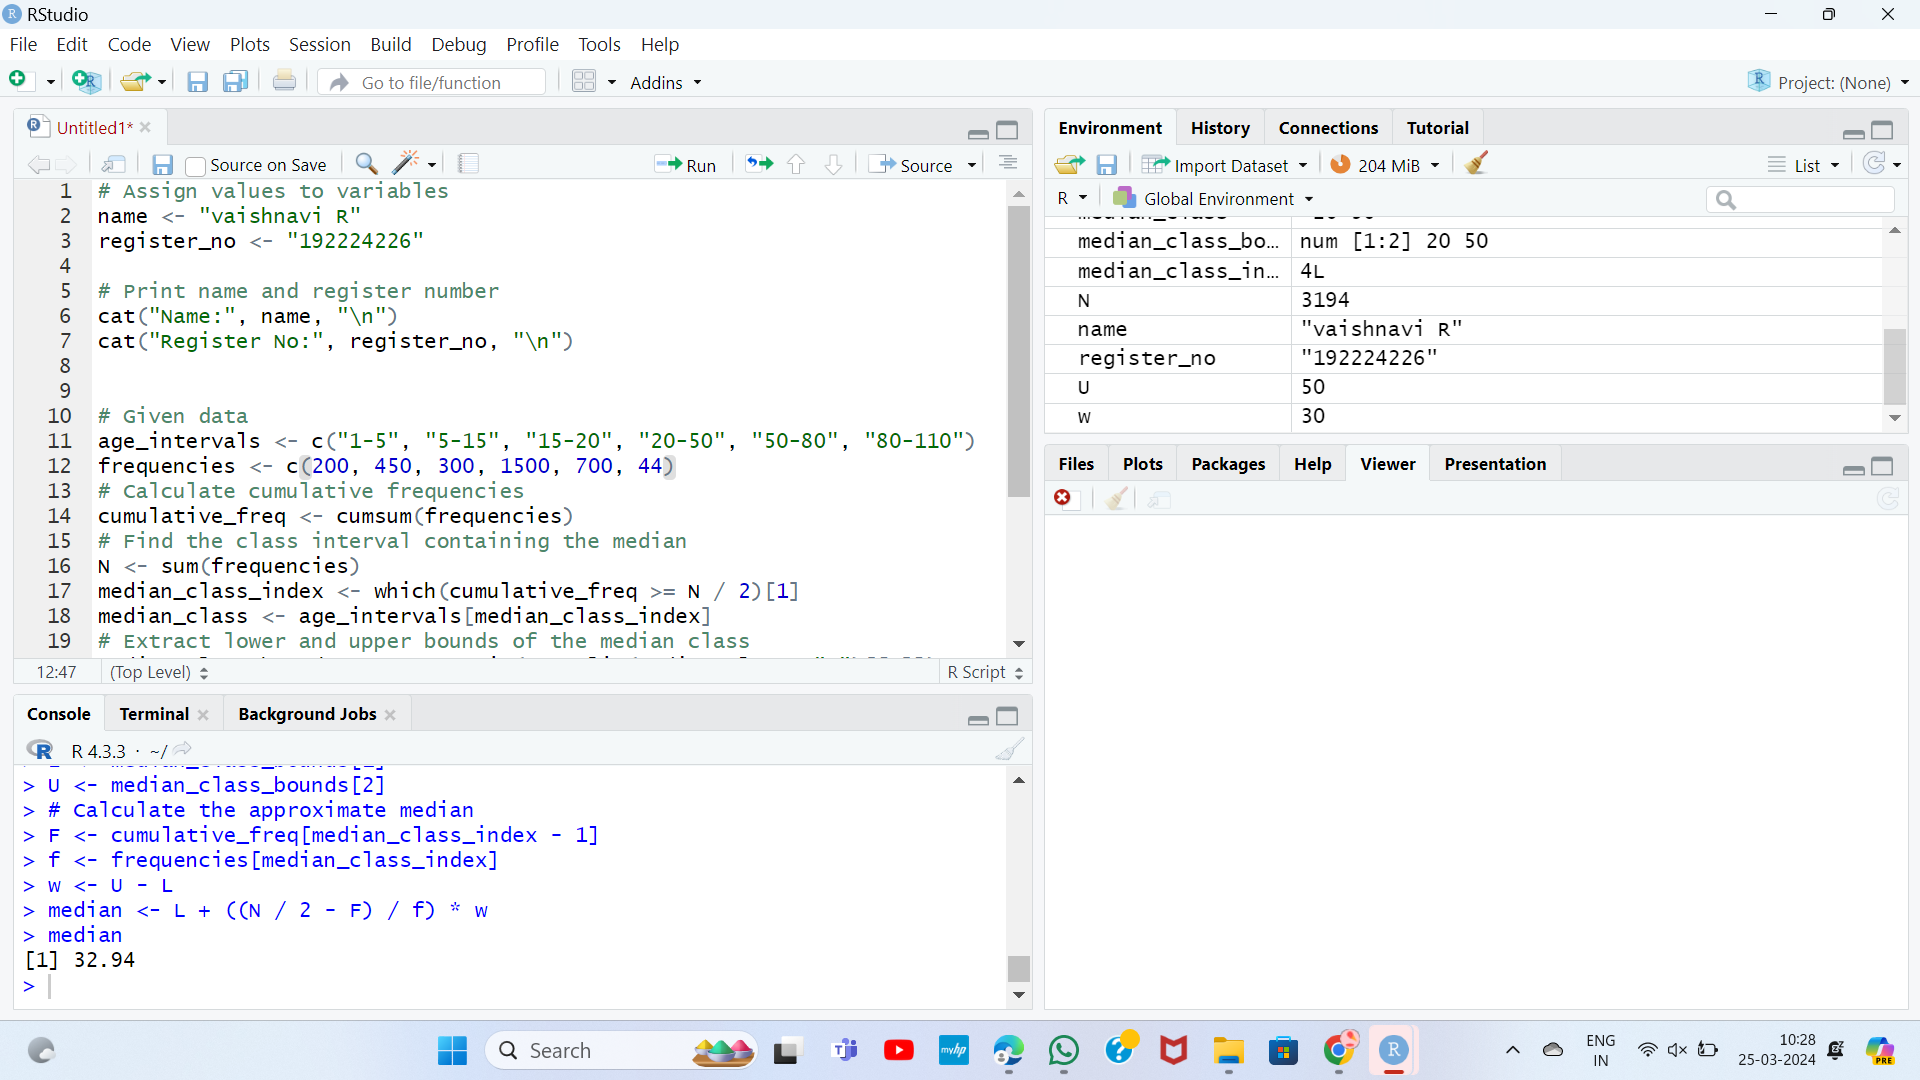 RStudio
File Edit Code View Plots Session Build Debug Profile Tools Help
Go to file/function
Addins
Project: (None)
Untitled1*
Source on Save
Run
Source
1 # Assign values to variables
2 name <- "vaishnavi R"
3 register_no <- "192224226"
4
5 # Print name and register number
6 cat("Name:", name, "\n")
7 cat("Register No:", register_no, "\n")
8
9
10 # Given data
11 age_intervals <- c("1-5", "5-15", "15-20", "20-50", "50-80", "80-110")
12 frequencies <- c(200, 450, 300, 1500, 700, 44)
13 # Calculate cumulative frequencies
14 cumulative_freq <- cumsum(frequencies)
15 # Find the class interval containing the median
16 N <- sum(frequencies)
17 median_class_index <- which(cumulative_freq >= N / 2)[1]
18 median_class <- age_intervals[median_class_index]
19 # Extract lower and upper bounds of the median class
12:47 (Top Level) R Script
Console Terminal Background Jobs
R 4.3.3 · ~/
> U <- median_class_bounds[2]
> # Calculate the approximate median
> F <- cumulative_freq[median_class_index - 1]
> f <- frequencies[median_class_index]
> w <- U - L
> median <- L + ((N / 2 - F) / f) * w
> median
[1] 32.94
>
Environment History Connections Tutorial
Import Dataset 204 MiB List
R Global Environment
median_class_bo… num [1:2] 20 50
median_class_in… 4L
N 3194
name "vaishnavi R"
register_no "192224226"
U 50
w 30
Files Plots Packages Help Viewer Presentation
Search
myhp
ENG
IN
10:28
25-03-2024
PRE